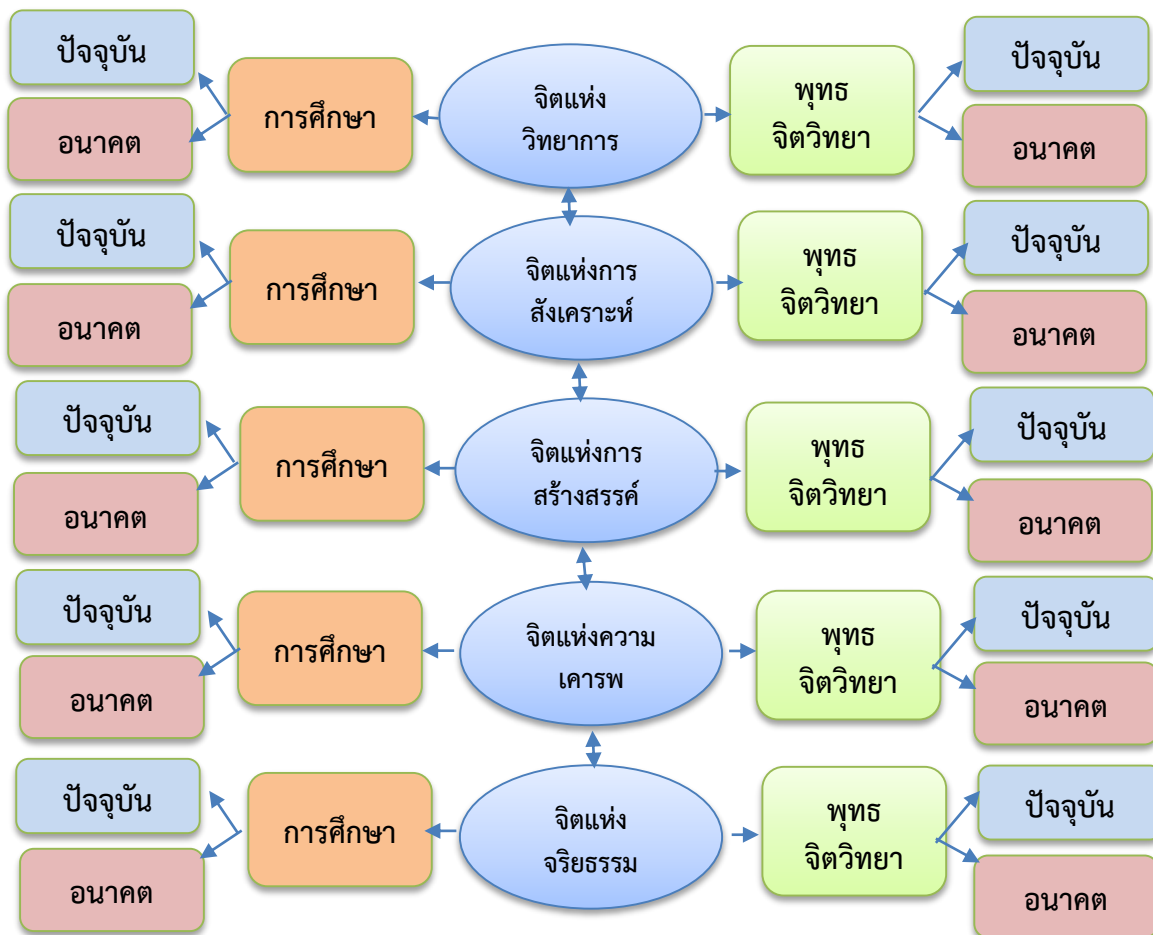 ปัจจุบัน
อนาคต
การศึกษา
จิตแห่ง
วิทยาการ
พุทธ
จิตวิทยา
ปัจจุบัน
อนาคต
ปัจจุบัน
อนาคต
การศึกษา
จิตแห่งการ
สังเคราะห์
พุทธ
จิตวิทยา
ปัจจุบัน
อนาคต
ปัจจุบัน
อนาคต
การศึกษา
จิตแห่งการ
สร้างสรรค์
พุทธ
จิตวิทยา
ปัจจุบัน
อนาคต
ปัจจุบัน
อนาคต
การศึกษา
จิตแห่งความ
เคารพ
พุทธ
จิตวิทยา
ปัจจุบัน
อนาคต
ปัจจุบัน
อนาคต
การศึกษา
จิตแห่ง
จริยธรรม
พุทธ
จิตวิทยา
ปัจจุบัน
อนาคต